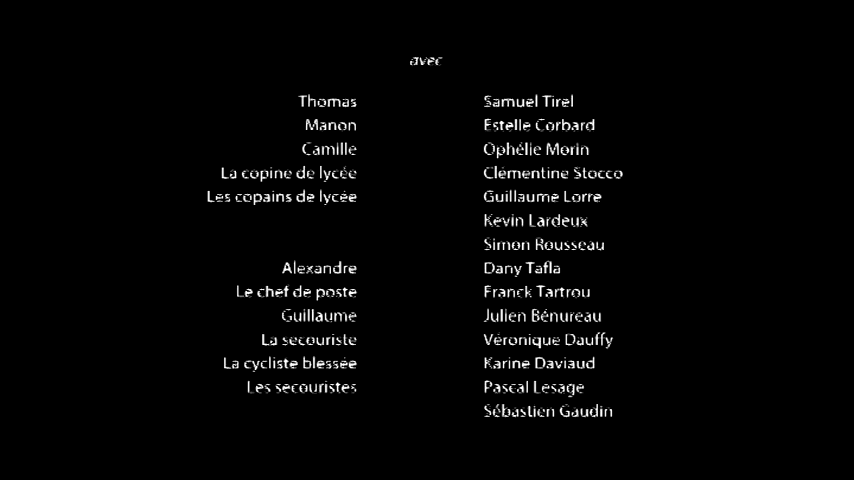 avec
Thomas Samuel Tirel
Manon Estelle Corbard
Camille Ophélie Morin
La copine de lycée Clémentine Stocco
Les copains de lycée Guillaume Lorre
Kevin Lardeux
Simon Rousseau
Alexandre Dany Tafla
Le chef de poste Franck Tartrou
Guillaume Julien Bénureau
La secouriste Véronique Dauffy
La cycliste blessée Karine Daviaud
Les secouristes Pascal Lesage
Sébastien Gaudin